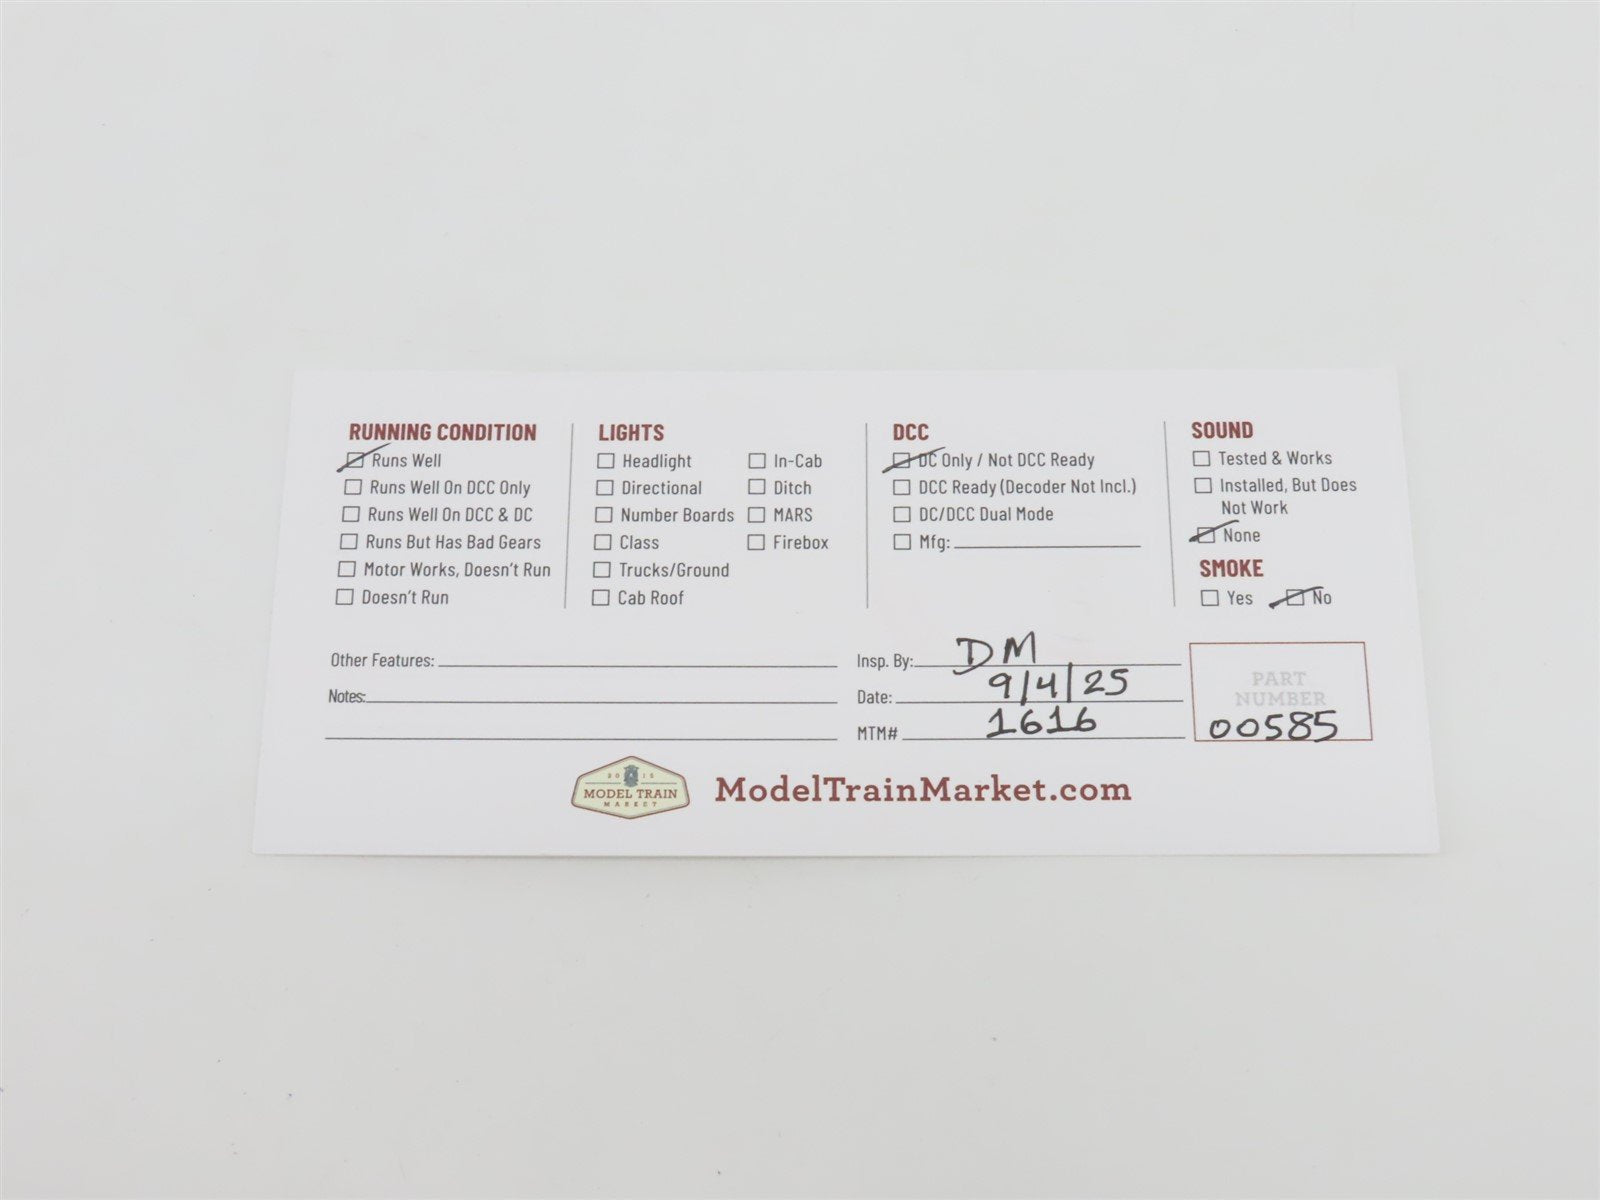 RUNNING CONDITION
Runs Well
Runs Well On DCC Only
Runs Well On DCC & DC
Runs But Has Bad Gears
Motor Works, Doesn't Run
Doesn't Run
LIGHTS
Headlight
Directional
Number Boards
Class
Trucks/Ground
Cab Roof
In-Cab
Ditch
MARS
Firebox
DCC
DC Only / Not DCC Ready
DCC Ready (Decoder Not Incl.)
DC/DCC Dual Mode
Mfg:
SOUND
Tested & Works
Installed, But Does
Not Work
None
SMOKE
Yes No
Other Features:
Notes:
Insp. By: DM
Date: 9/4/25
MTM# 1616
PART
NUMBER
00585
2015
MODEL TRAIN
MARKET
ModelTrainMarket.com